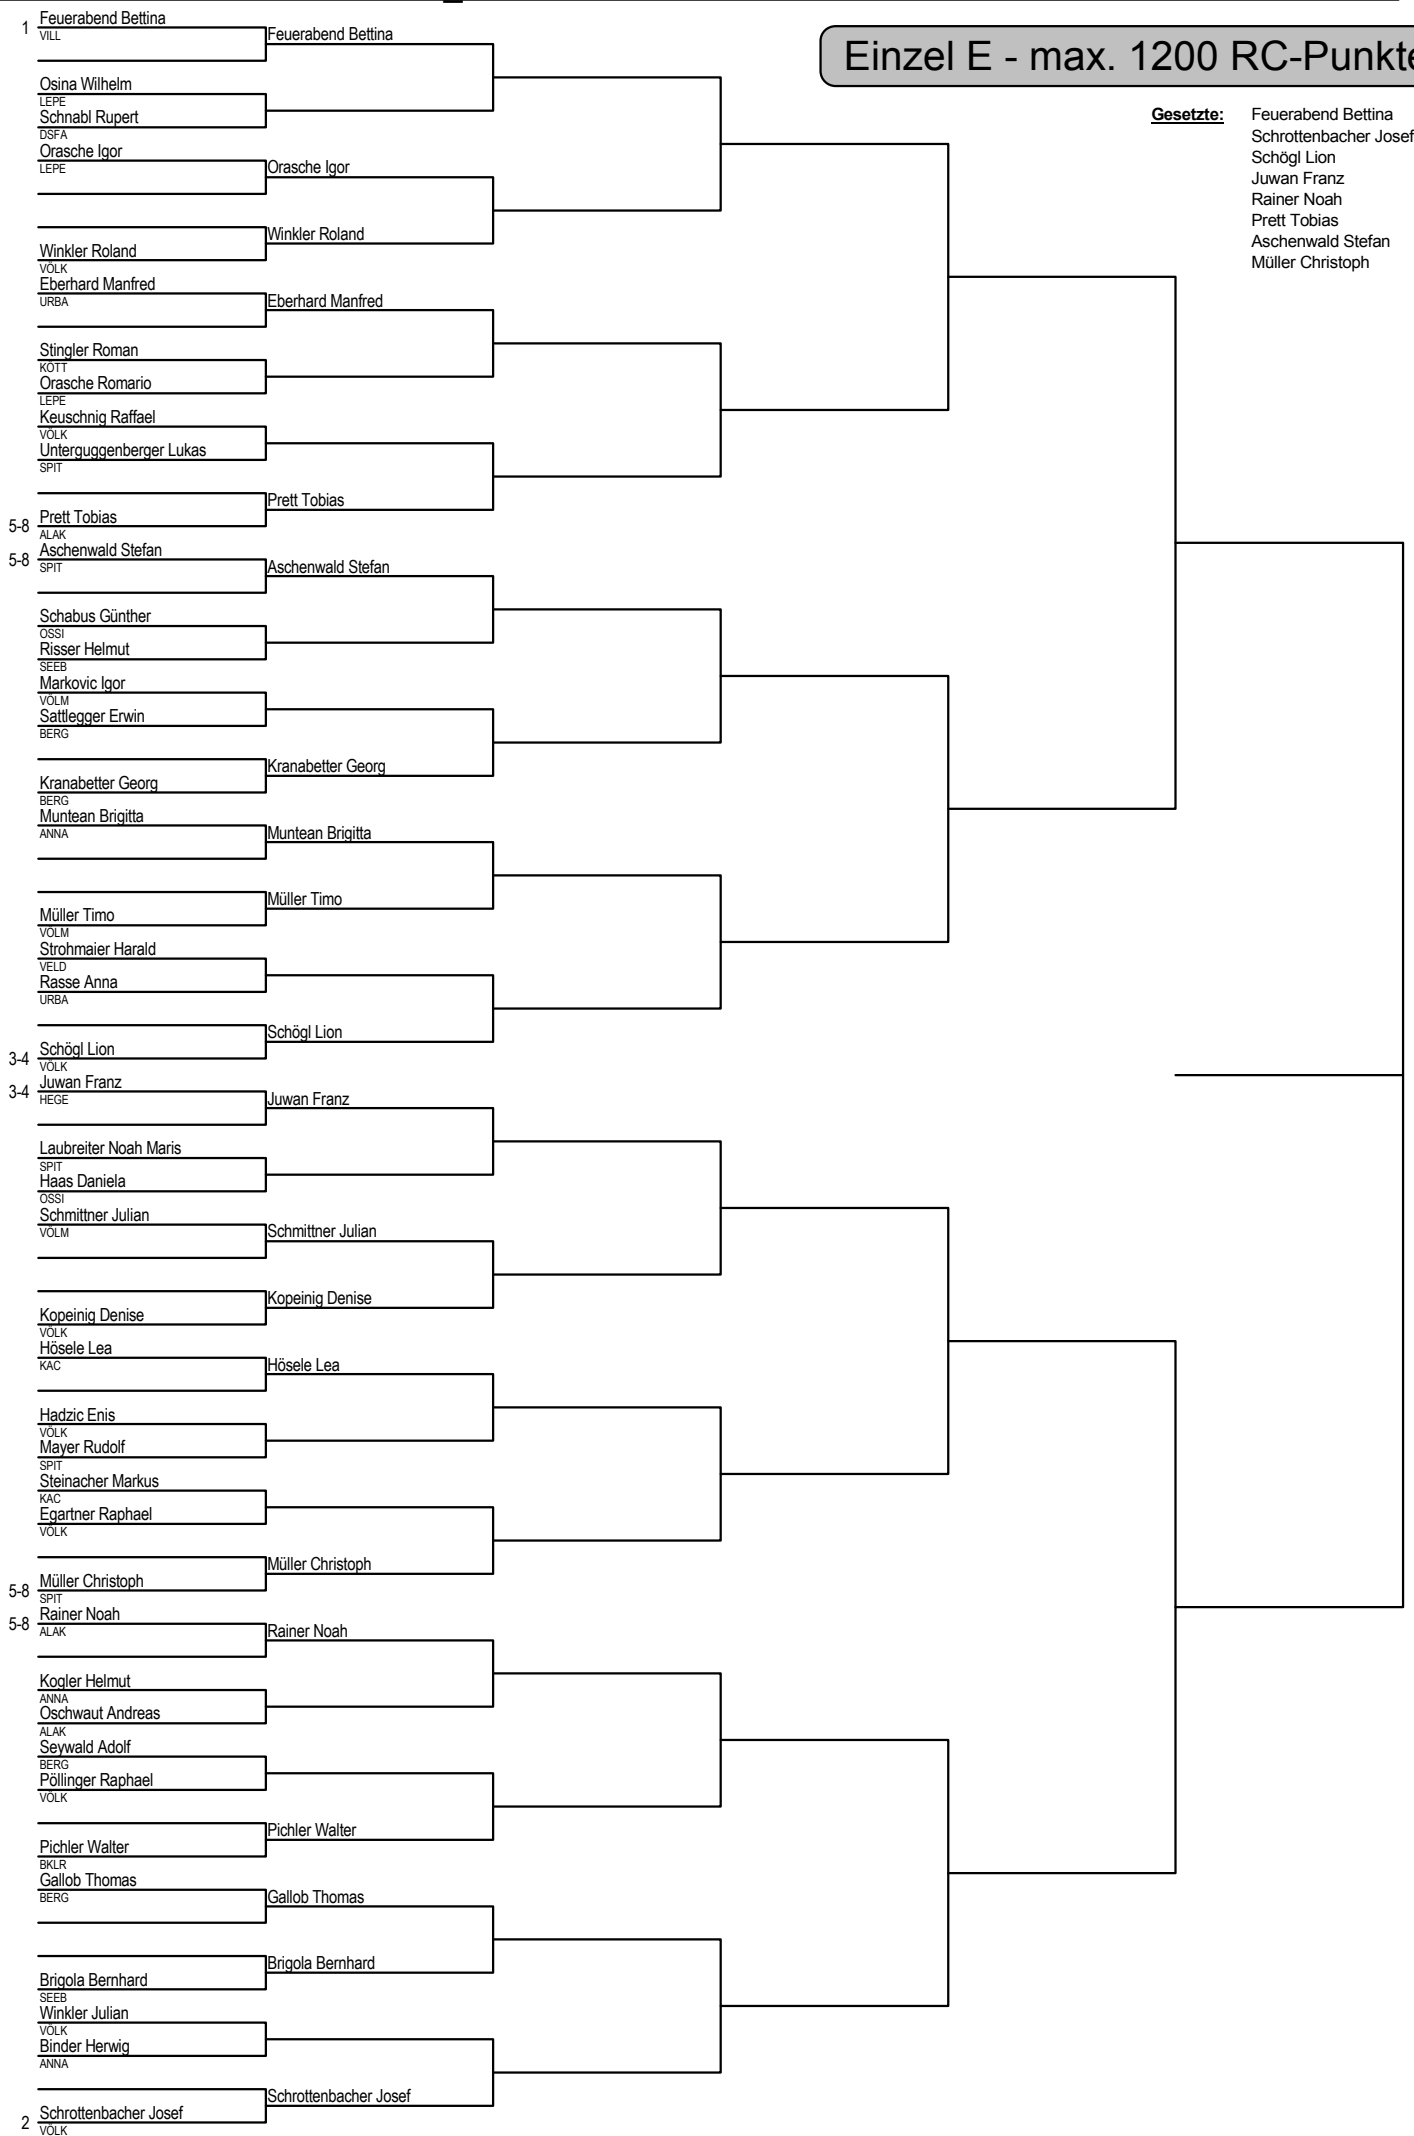 Einzel E - max. 1200 RC-Punkte
Gesetzte: Feuerabend Bettina
Schrottenbacher Josef
Schögl Lion
Juwan Franz
Rainer Noah
Prett Tobias
Aschenwald Stefan
Müller Christoph
1 Feuerabend Bettina
VILL
Feuerabend Bettina
Osina Wilhelm
LEPE
Schnabl Rupert
DSFA
Orasche Igor
LEPE
Orasche Igor
Winkler Roland
Winkler Roland
VÖLK
Eberhard Manfred
URBA
Eberhard Manfred
Stingler Roman
KÖTT
Orasche Romario
LEPE
Keuschnig Raffael
VÖLK
Unterguggenberger Lukas
SPIT
Prett Tobias
5-8 Prett Tobias
ALAK
5-8 Aschenwald Stefan
SPIT
Aschenwald Stefan
Schabus Günther
OSSI
Risser Helmut
SEEB
Markovic Igor
VÖLM
Sattlegger Erwin
BERG
Kranabetter Georg
Kranabetter Georg
BERG
Muntean Brigitta
ANNA
Muntean Brigitta
Müller Timo
Müller Timo
VÖLM
Strohmaier Harald
VELD
Rasse Anna
URBA
Schögl Lion
3-4 Schögl Lion
VÖLK
3-4 Juwan Franz
HEGE
Juwan Franz
Laubreiter Noah Maris
SPIT
Haas Daniela
OSSI
Schmittner Julian
VÖLM
Schmittner Julian
Kopeinig Denise
Kopeinig Denise
VÖLK
Hösele Lea
KAC
Hösele Lea
Hadzic Enis
VÖLK
Mayer Rudolf
SPIT
Steinacher Markus
KAC
Egartner Raphael
VÖLK
Müller Christoph
5-8 Müller Christoph
SPIT
5-8 Rainer Noah
ALAK
Rainer Noah
Kogler Helmut
ANNA
Oschwaut Andreas
ALAK
Seywald Adolf
BERG
Pöllinger Raphael
VÖLK
Pichler Walter
Pichler Walter
BKLR
Gallob Thomas
BERG
Gallob Thomas
Brigola Bernhard
Brigola Bernhard
SEEB
Winkler Julian
VÖLK
Binder Herwig
ANNA
Schrottenbacher Josef
2 Schrottenbacher Josef
VÖLK